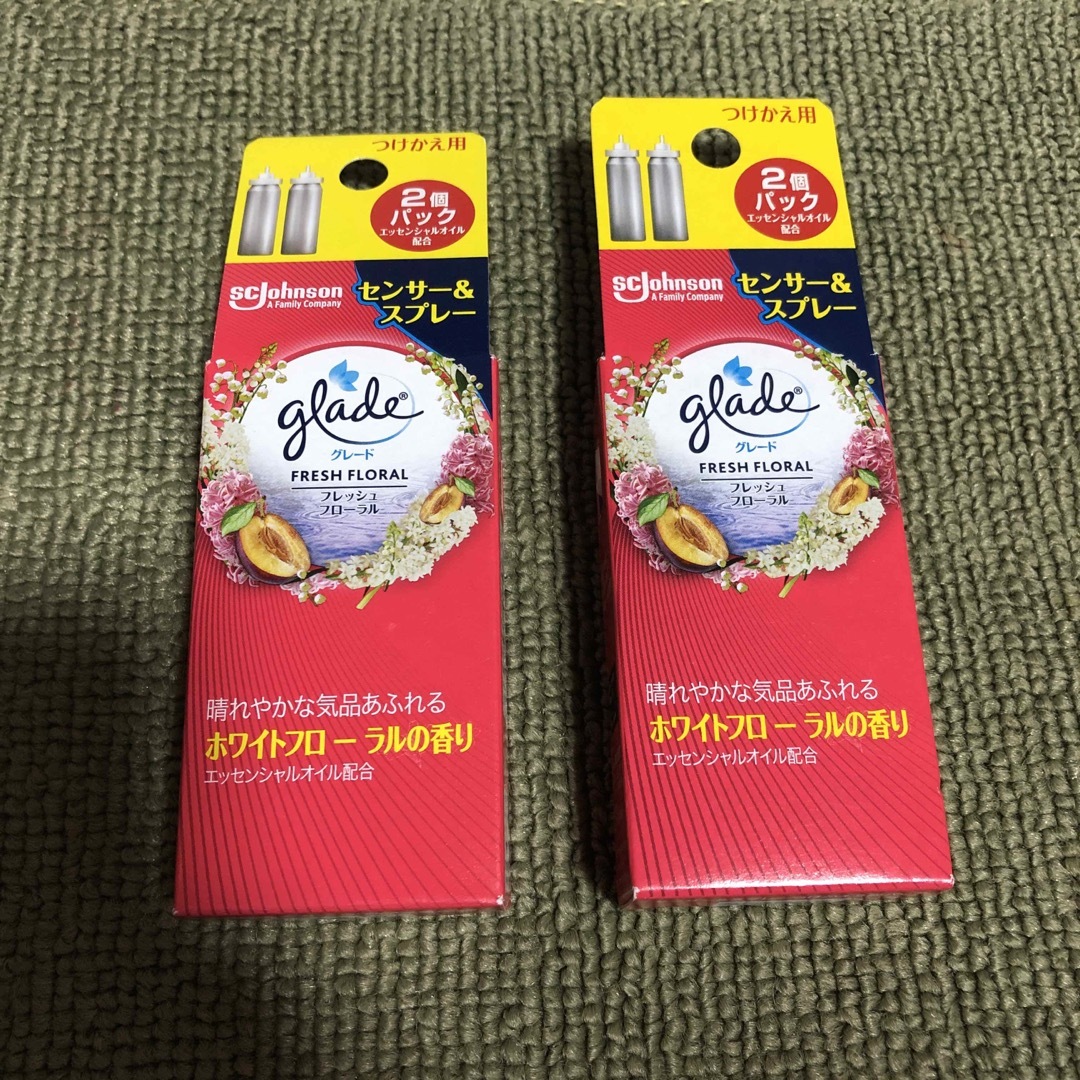 つけかえ用
2個
パック
エッセンシャルオイル
配合
SCJohnson
A Family Company
センサー&
スプレー
glade®
グレード
FRESH FLORAL
フレッシュ
フローラル
晴れやかな気品あふれる
ホワイトフローラルの香り
エッセンシャルオイル配合
つけかえ用
2個
パック
エッセンシャルオイル
配合
SCJohnson
A Family Company
センサー&
スプレー
glade®
グレード
FRESH FLORAL
フレッシュ
フローラル
晴れやかな気品あふれる
ホワイトフローラルの香り
エッセンシャルオイル配合